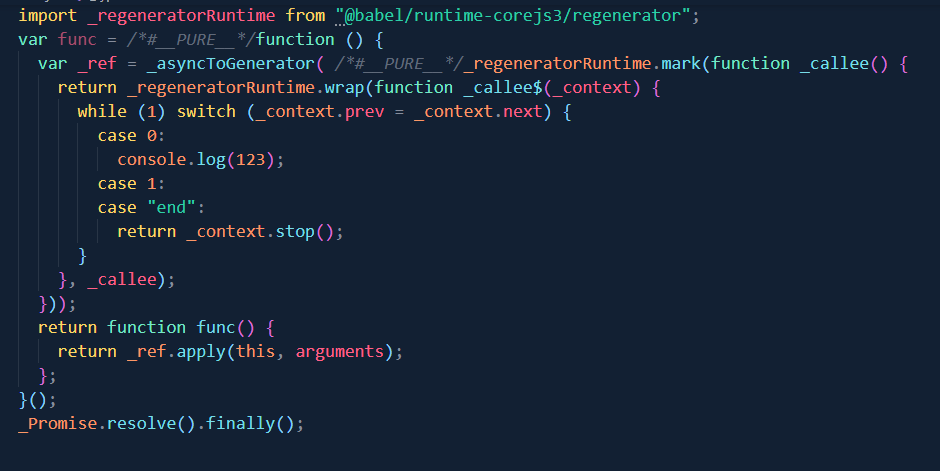 import _regeneratorRuntime from "@babel/runtime-corejs3/regenerator";
var func = /*#__PURE__*/function () {
  var _ref = _asyncToGenerator( /*#__PURE__*/_regeneratorRuntime.mark(function _callee() {
    return _regeneratorRuntime.wrap(function _callee$(_context) {
      while (1) switch (_context.prev = _context.next) {
        case 0:
          console.log(123);
        case 1:
        case "end":
          return _context.stop();
      }
    }, _callee);
  }));
  return function func() {
    return _ref.apply(this, arguments);
  };
}();
_Promise.resolve().finally();